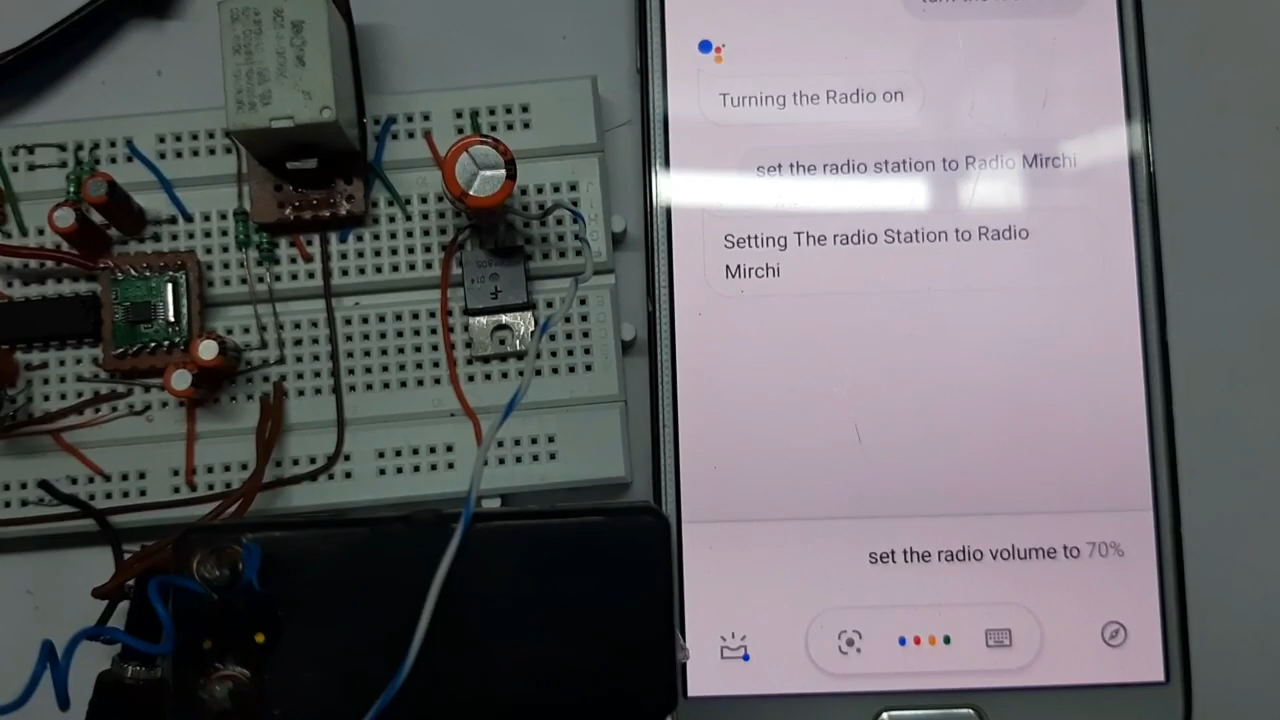 Turning the Radio on
set the radio station to Radio Mirchi
Setting The radio Station to Radio
Mirchi
set the radio volume to 70%